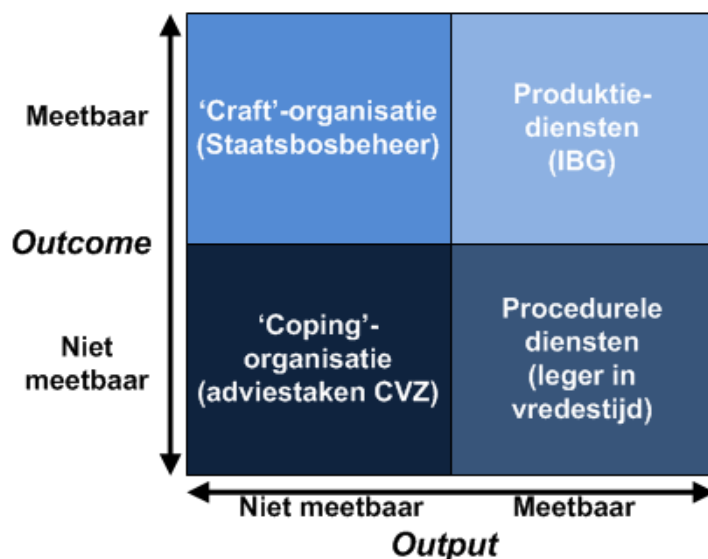 Meetbaar
Outcome
Niet
meetbaar
‘Craft’-organisatie
(Staatsbosbeheer)
Produktie-
diensten
(IBG)
‘Coping’-
organisatie
(adviestaken CVZ)
Procedurele
diensten
(leger in
vredestijd)
Niet meetbaar
Meetbaar
Output